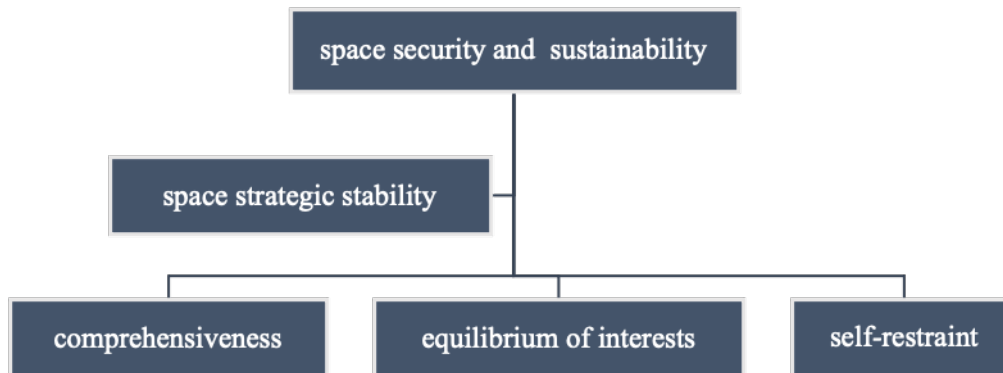 space security and sustainability
space strategic stability
comprehensiveness
equilibrium of interests
self-restraint